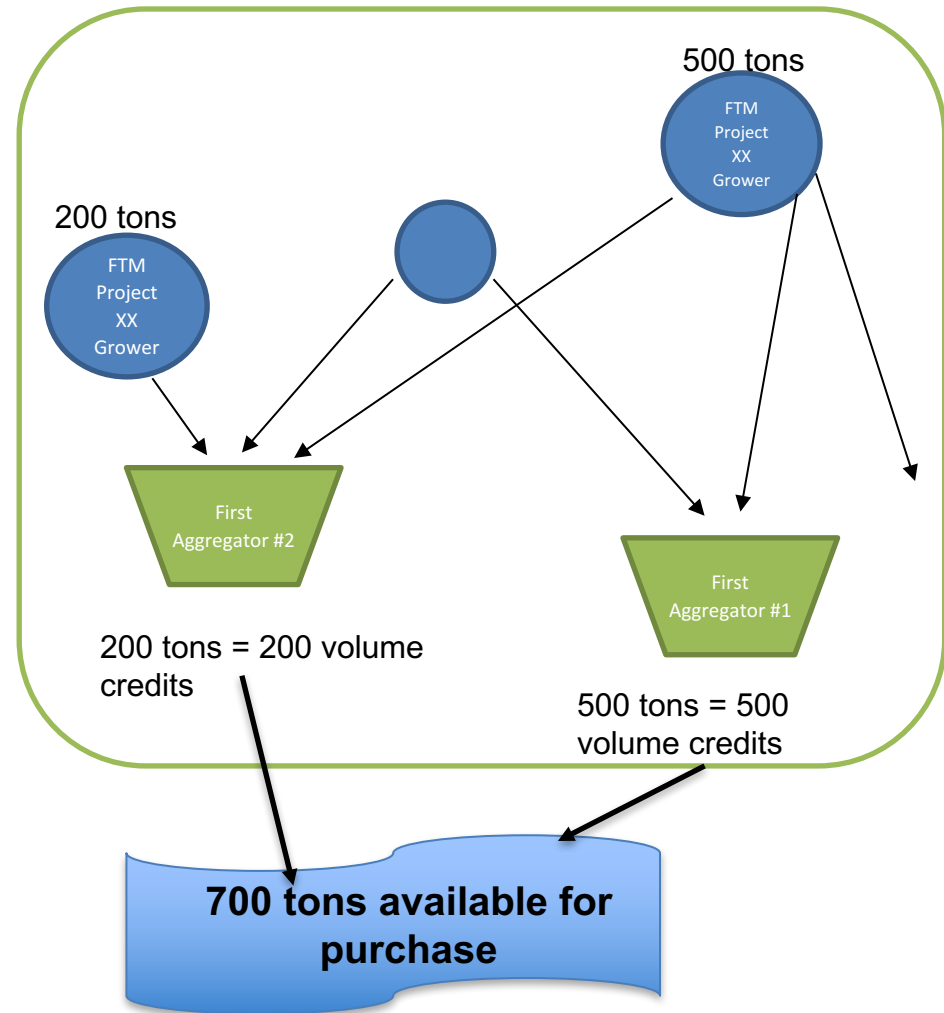 500 tons
FTM
Project
XX
Grower
200 tons
FTM
Project
XX
Grower
First
Aggregator #2
First
Aggregator #1
200 tons = 200 volume
credits
500 tons = 500
volume credits
700 tons available for
purchase